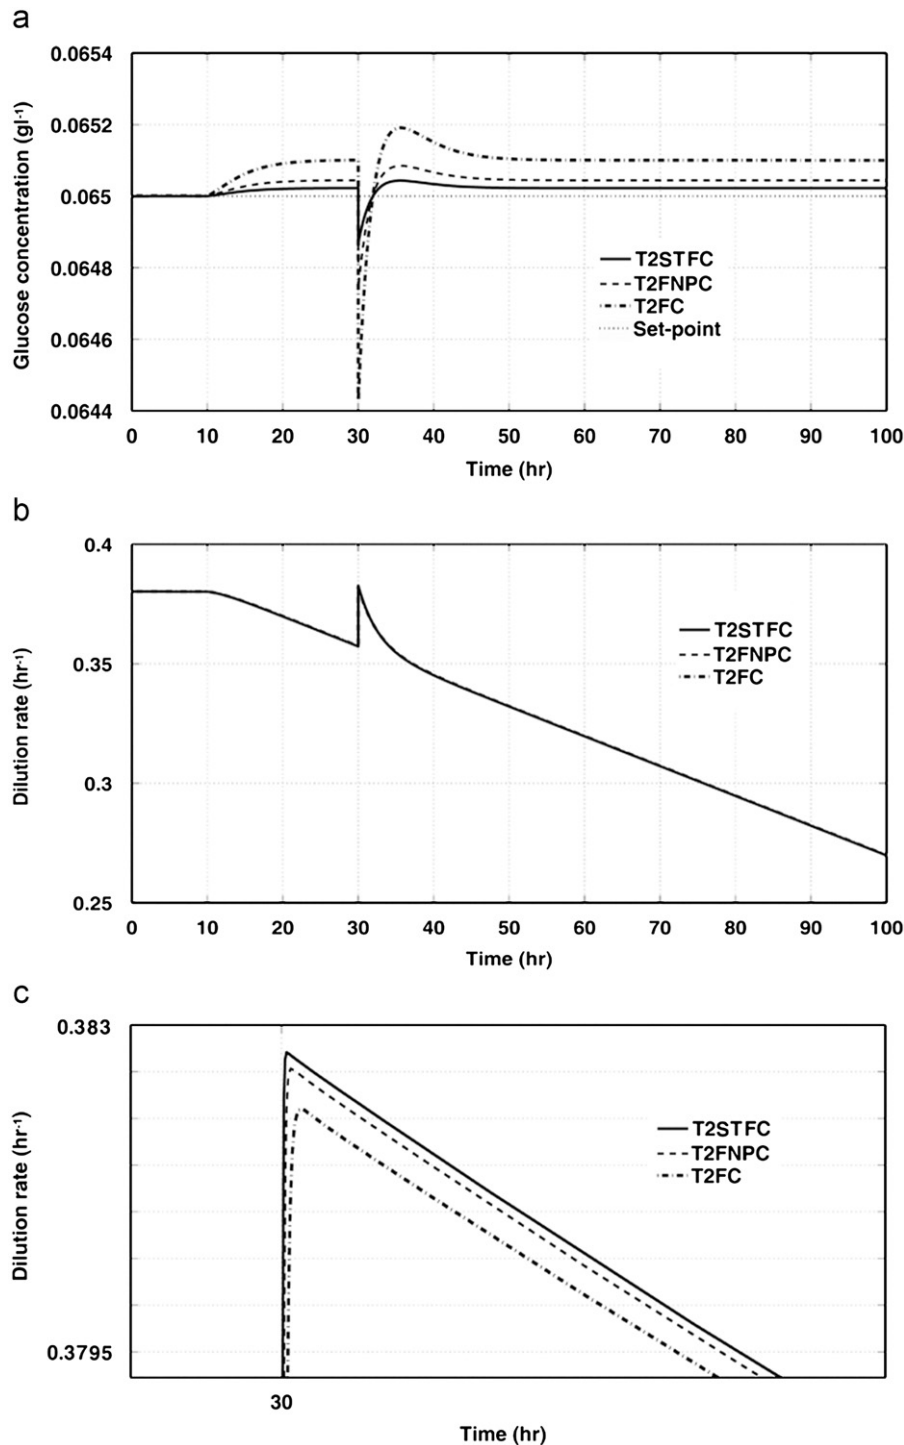 a
Glucose concentration (gl-1)
0.0654
0.0652
0.065
0.0648
0.0646
0.0644
T2STFC
T2FNPC
T2FC
Set-point
0 10 20 30 40 50 60 70 80 90 100
Time (hr)
b
Dilution rate (hr-1)
0.4
0.35
0.3
0.25
T2STFC
T2FNPC
T2FC
0 10 20 30 40 50 60 70 80 90 100
Time (hr)
c
Dilution rate (hr-1)
0.383
0.3795
T2STFC
T2FNPC
T2FC
30
Time (hr)